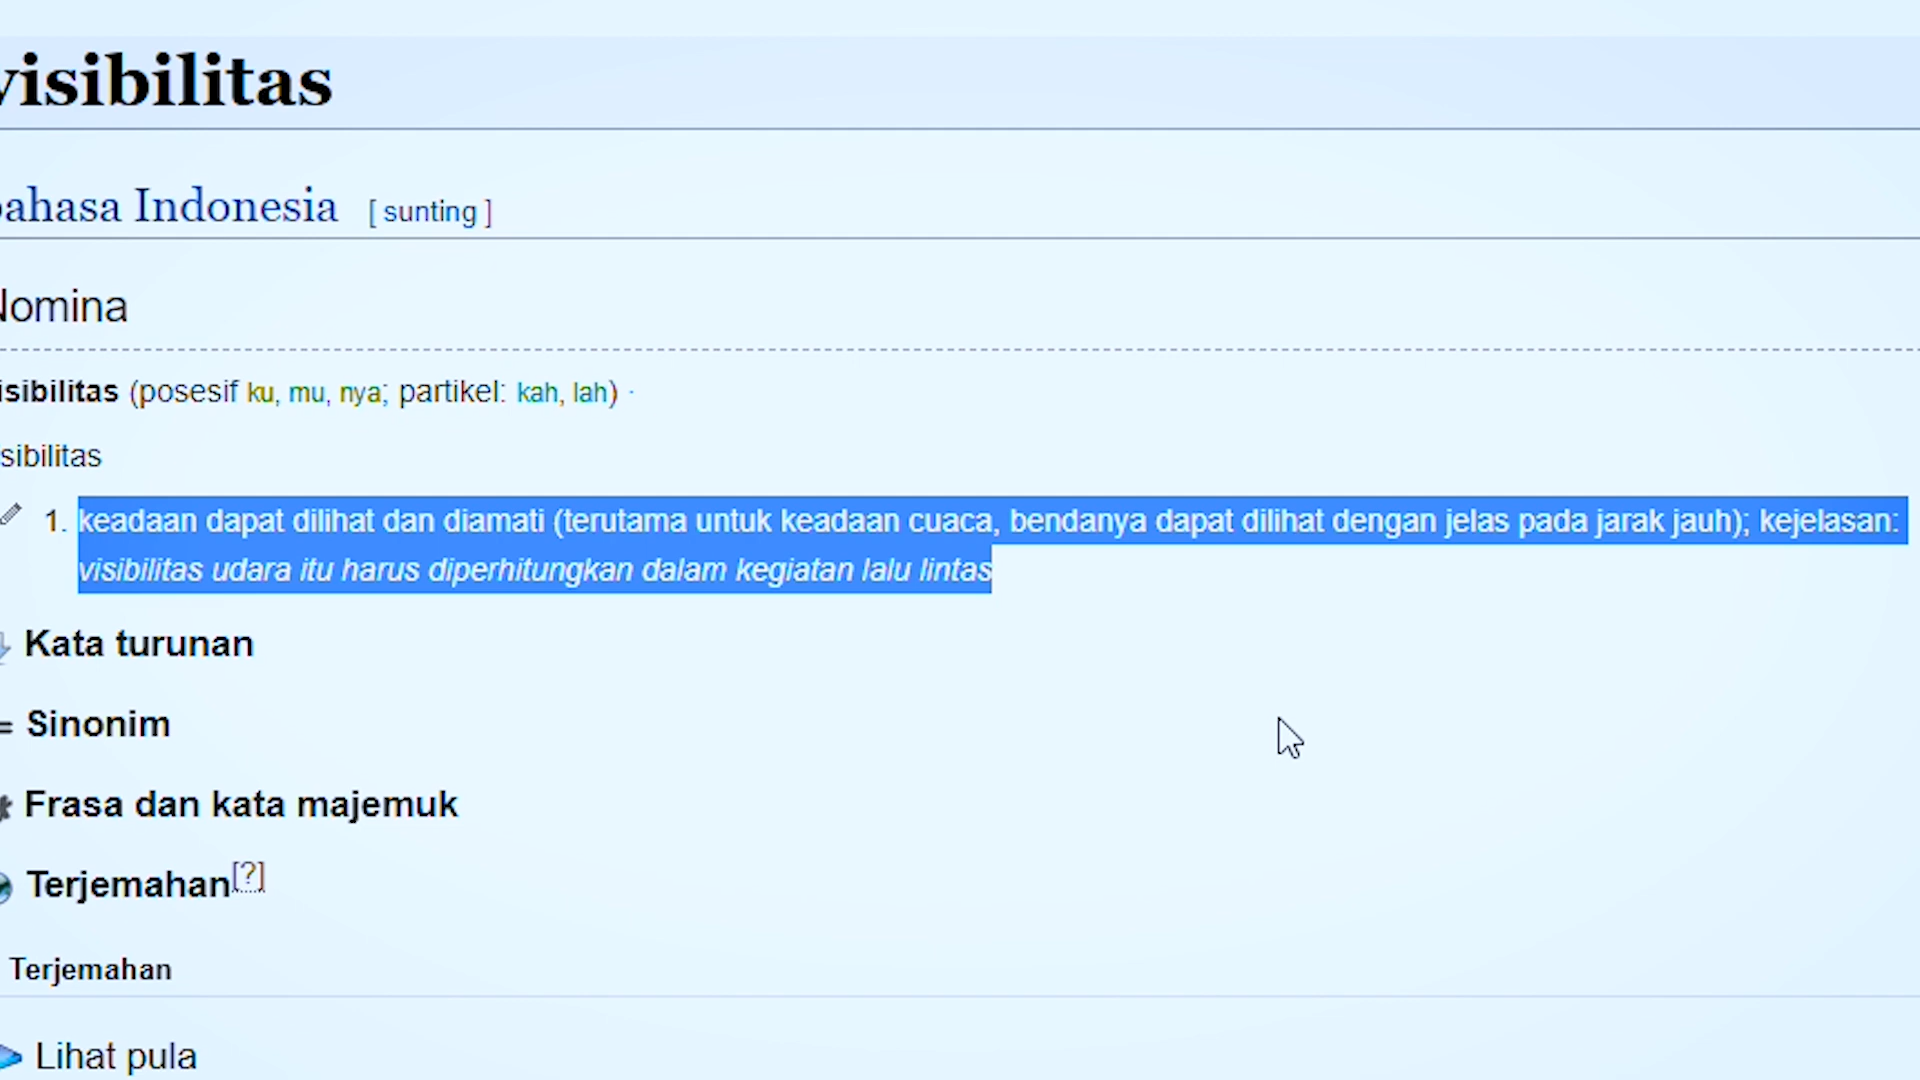 visibilitas
bahasa Indonesia [ sunting ]
Nomina
visibilitas (posesif ku, mu, nya; partikel: kah, lah) ·
sibilitas
1. keadaan dapat dilihat dan diamati (terutama untuk keadaan cuaca, bendanya dapat dilihat dengan jelas pada jarak jauh); kejelasan:
visibilitas udara itu harus diperhitungkan dalam kegiatan lalu lintas
Kata turunan
= Sinonim
Frasa dan kata majemuk
Terjemahan[?]
Terjemahan
Lihat pula